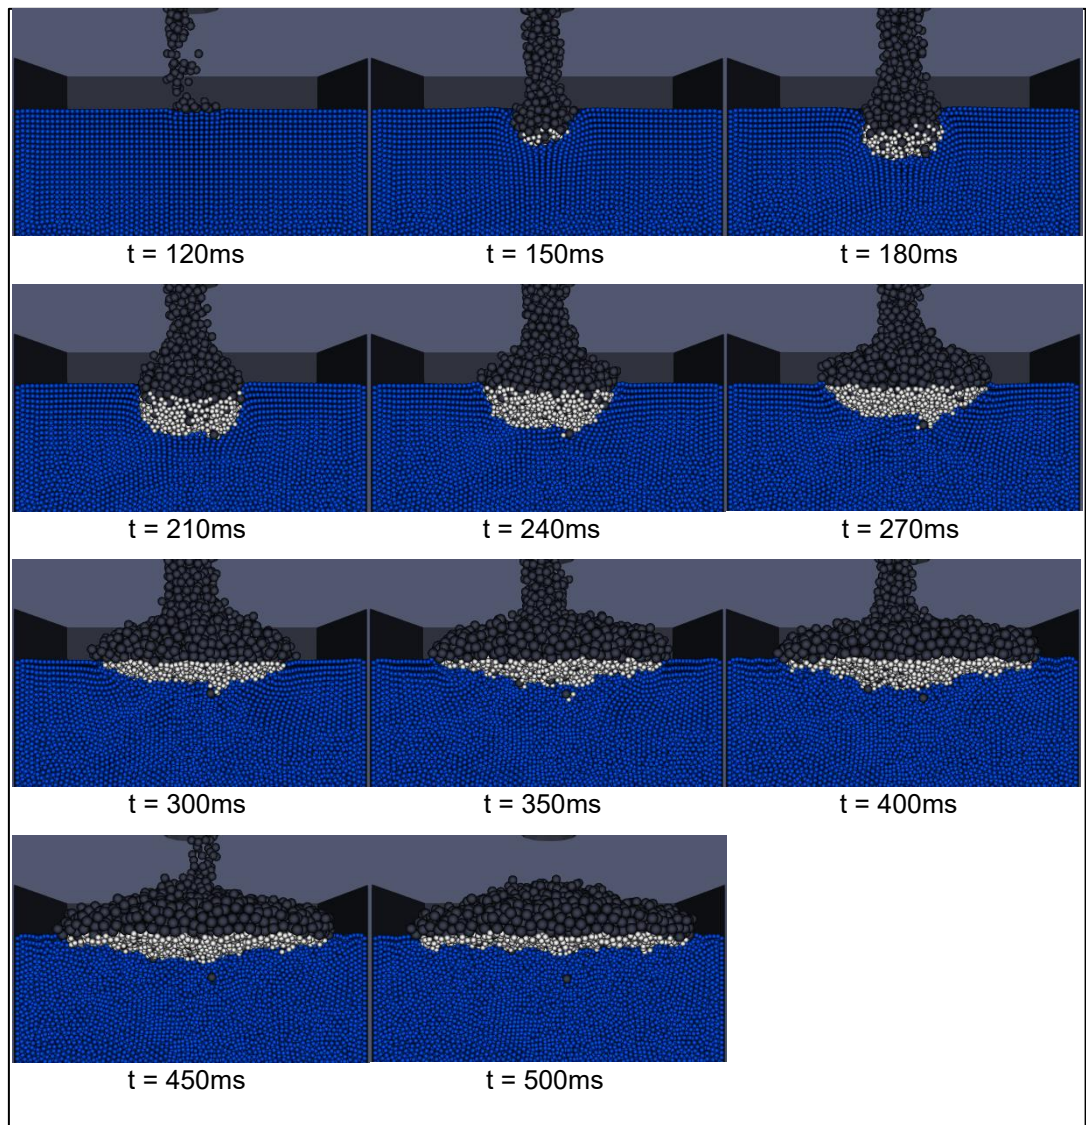 t = 120ms
t = 150ms
t = 180ms
t = 210ms
t = 240ms
t = 270ms
t = 300ms
t = 350ms
t = 400ms
t = 450ms
t = 500ms